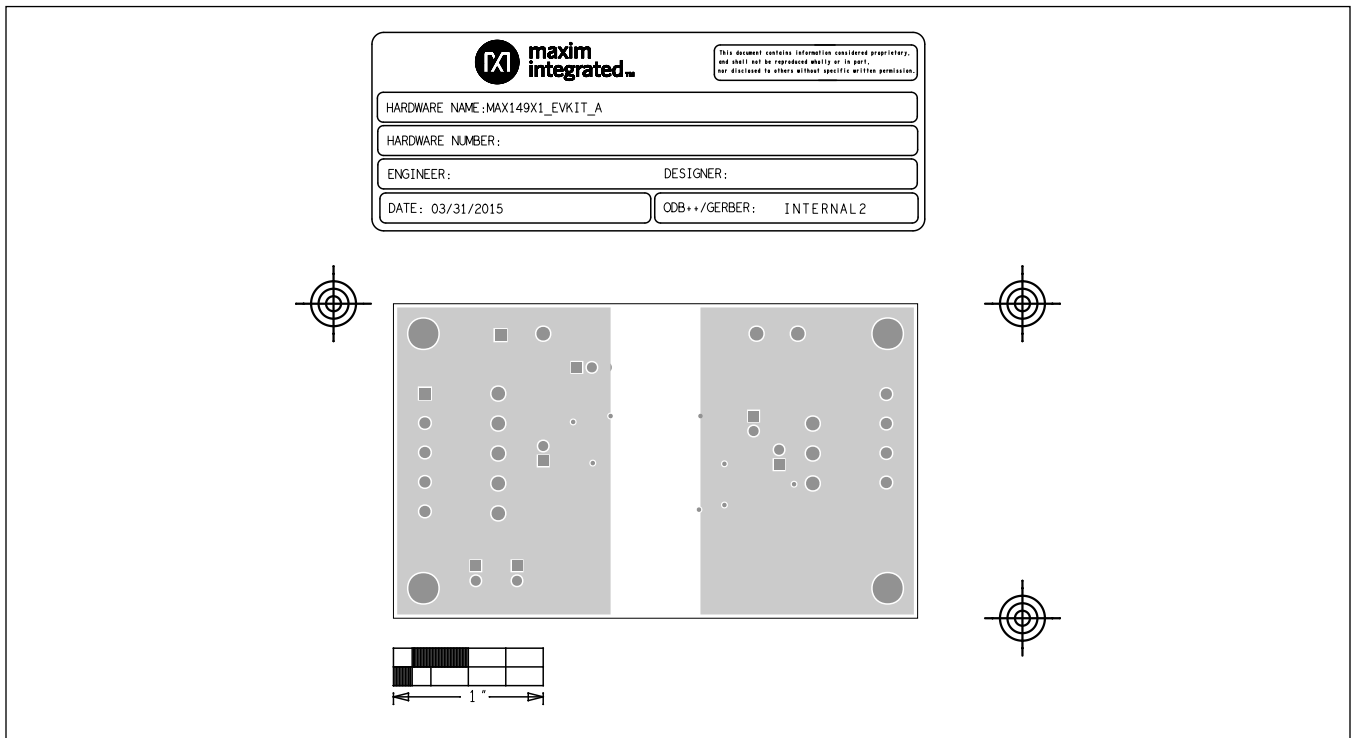 maxim
integrated™
This document contains information considered proprietary,
and shall not be reproduced wholly or in part,
nor disclosed to others without specific written permission.
HARDWARE NAME:MAX149X1_EVKIT_A
HARDWARE NUMBER:
ENGINEER: DESIGNER:
DATE: 03/31/2015 ODB++/GERBER: INTERNAL2
1"